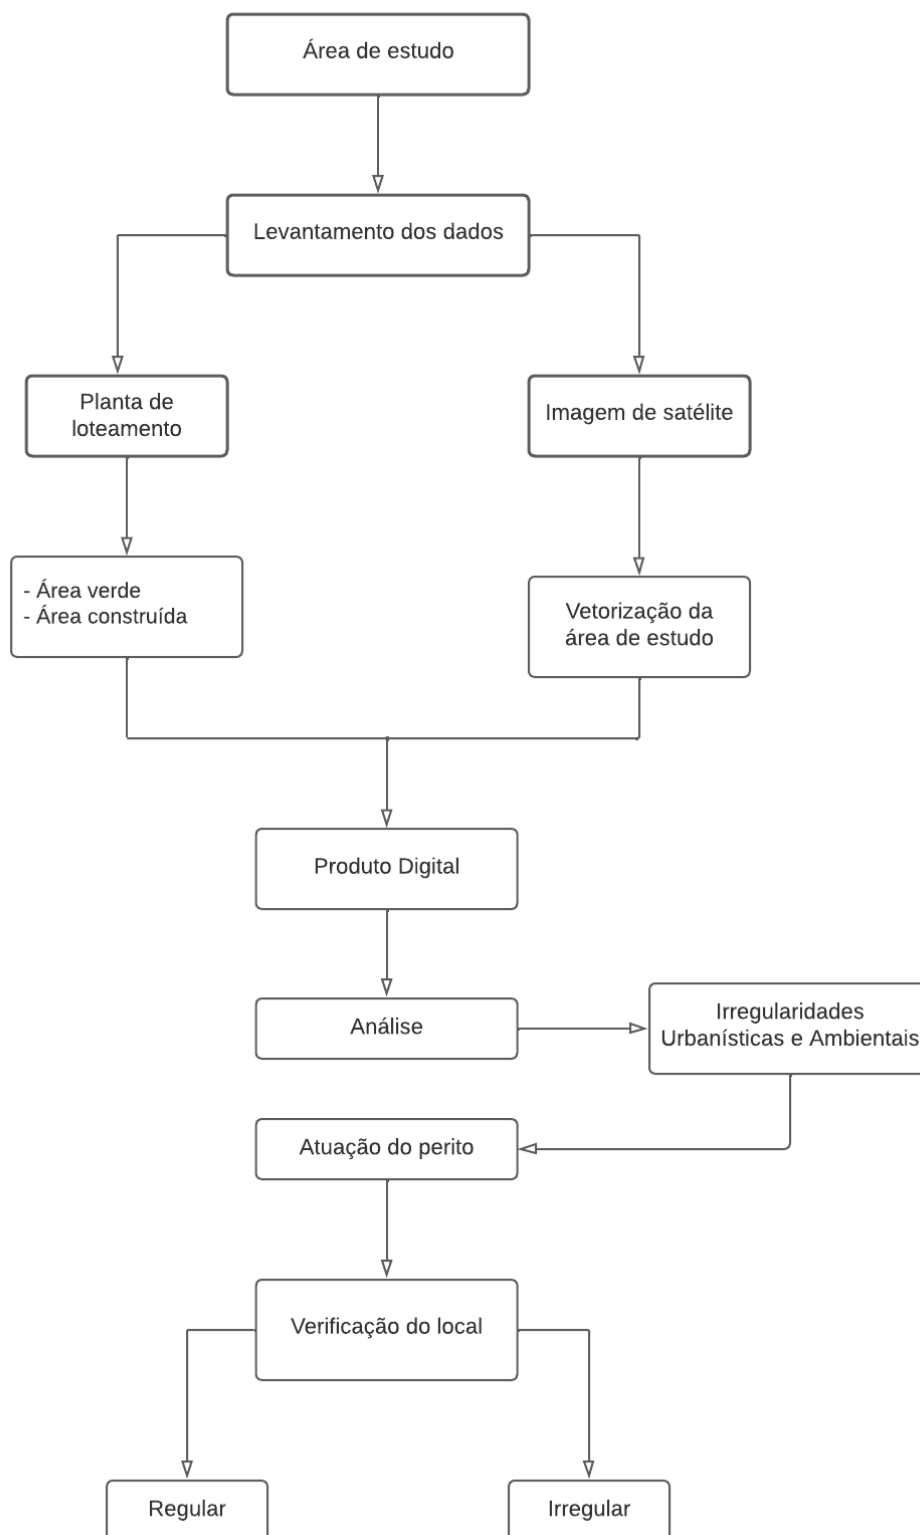 Área de estudo
Levantamento dos dados
Planta de
loteamento
Imagem de satélite
- Área verde
- Área construída
Vetorização da
área de estudo
Produto Digital
Análise
Irregularidades
Urbanísticas e Ambientais
Atuação do perito
Verificação do local
Regular
Irregular